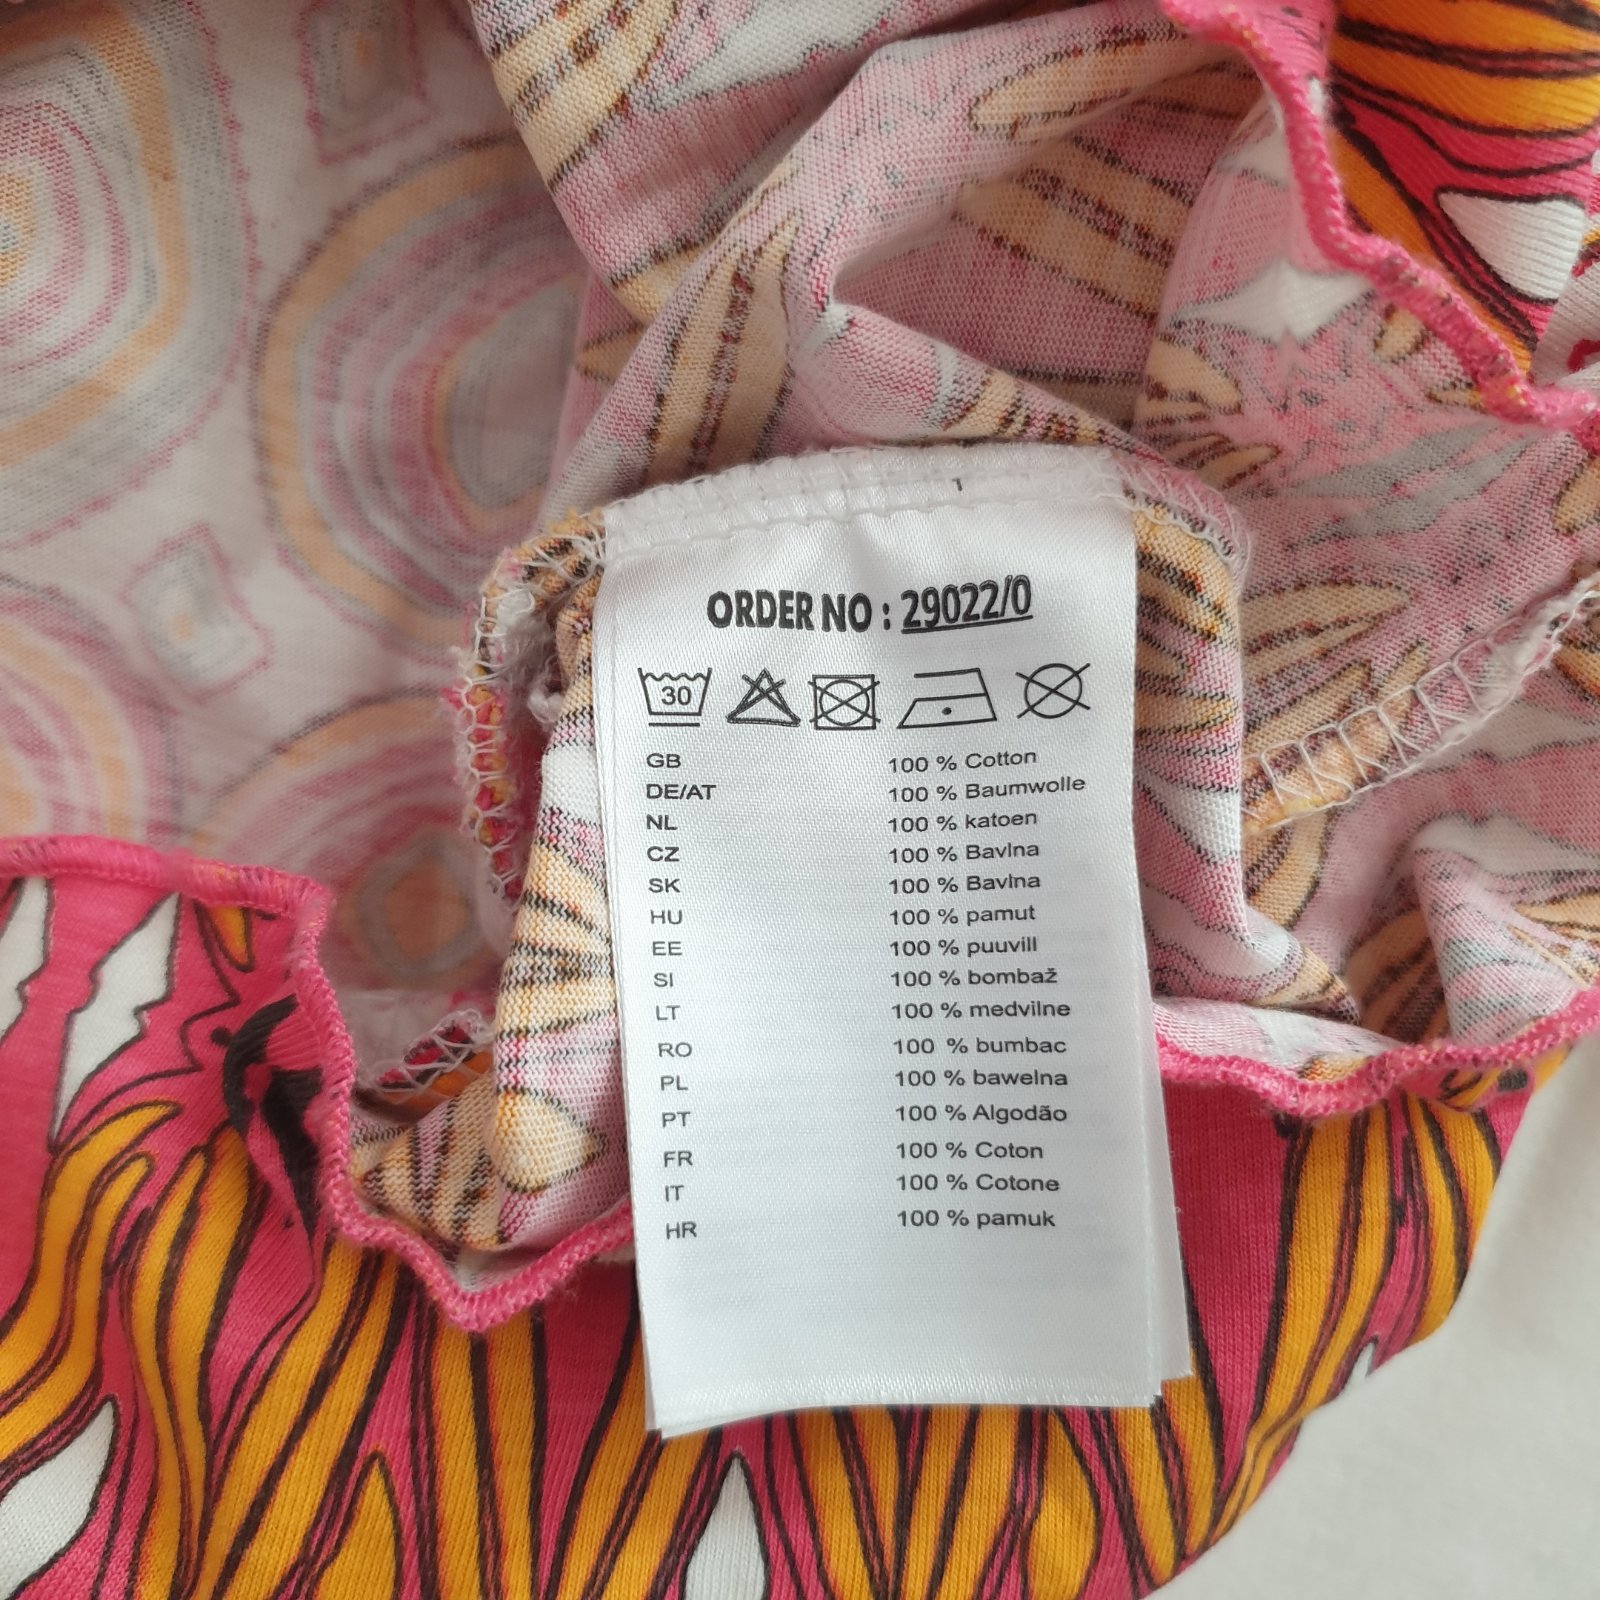 ORDER NO : 29022/0
30
GB 100 % Cotton
DE/AT 100 % Baumwolle
NL 100 % katoen
CZ 100 % Bavlna
SK 100 % Bavlna
HU 100 % pamut
EE 100 % puuvill
SI 100 % bombaž
LT 100 % medvilne
RO 100 % bumbac
PL 100 % bawelna
PT 100 % Algodão
FR 100 % Coton
IT 100 % Cotone
HR 100 % pamuk